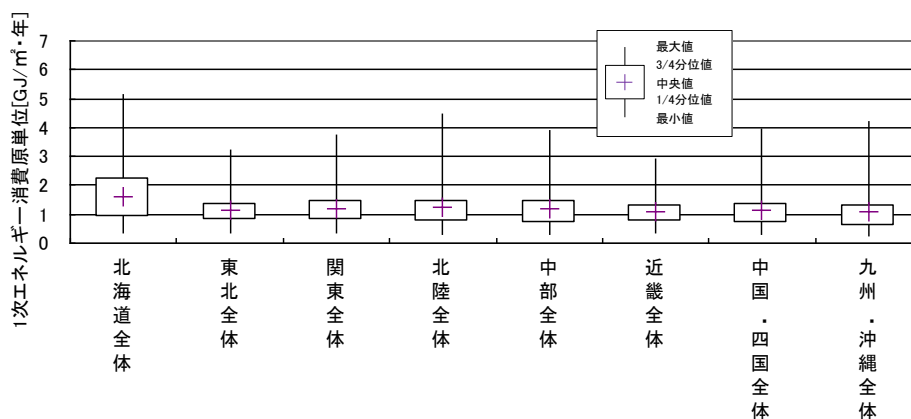 1次エネルギー消費原単位[GJ/㎡・年]
7
6
5
4
3
2
1
0
最大値
3/4分位値
中央値
1/4分位値
最小値
北海道全体
東北全体
関東全体
北陸全体
中部全体
近畿全体
中国・四国全体
九州・沖縄全体